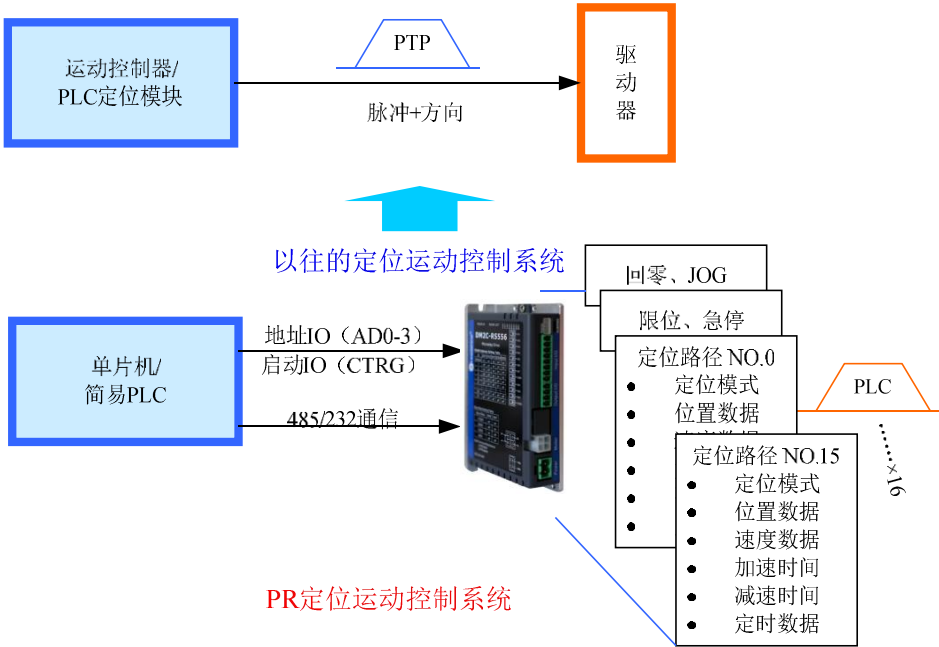 运动控制器/
PLC定位模块
PTP
脉冲+方向
驱
动
器
以往的定位运动控制系统
单片机/
简易PLC
地址IO（AD0-3）
启动IO（CTRG）
485/232通信
DM2C-RS556
回零、JOG
限位、急停
定位路径 NO.0
● 定位模式
● 位置数据
● 速度数据
●
●
●
定位路径 NO.15
● 定位模式
● 位置数据
● 速度数据
● 加速时间
● 减速时间
● 定时数据
PLC
······×16
PR定位运动控制系统